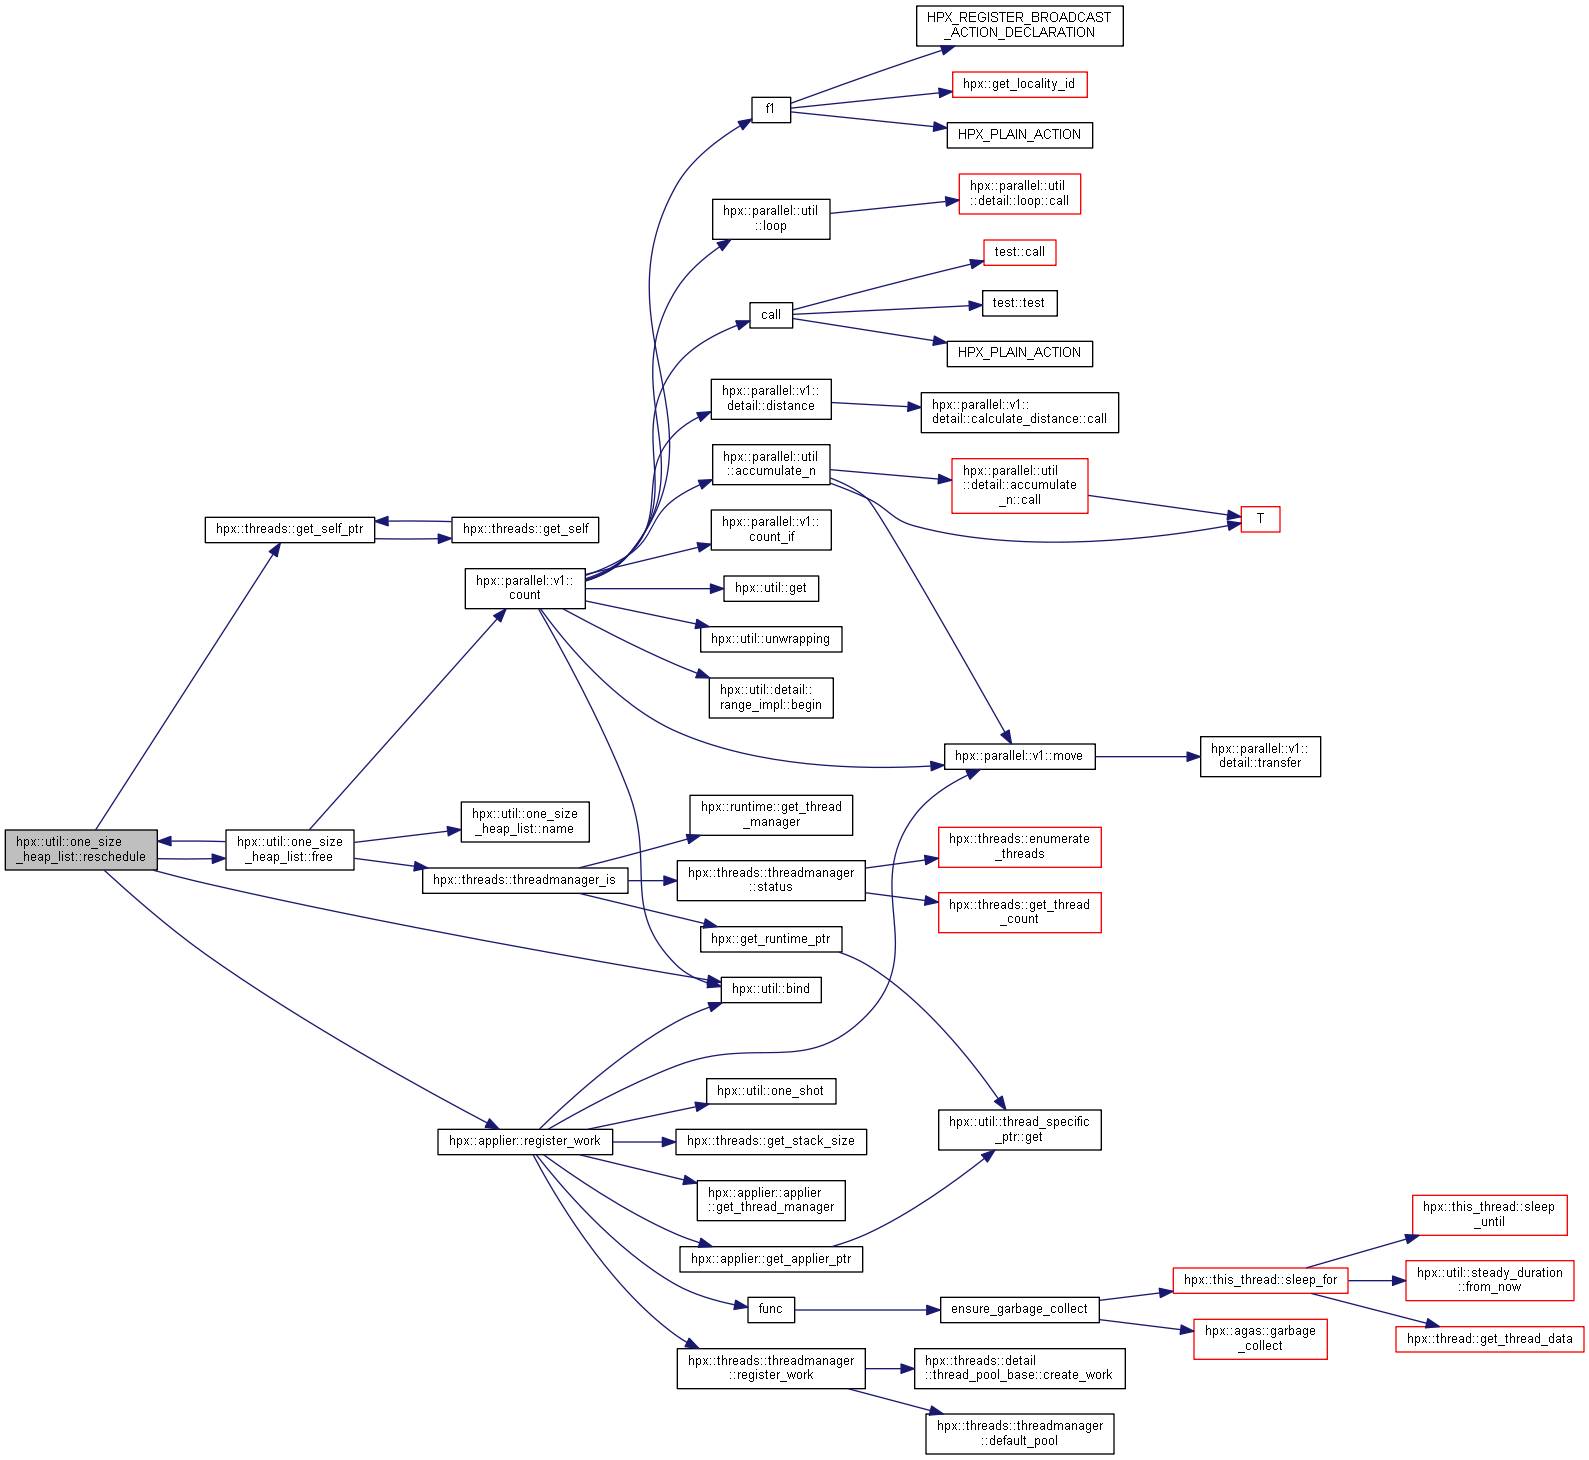 HPX_REGISTER_BROADCAST
_ACTION_DECLARATION
hpx::get_locality_id
f1
HPX_PLAIN_ACTION
hpx::parallel::util
::detail::loop::call
hpx::parallel::util
::loop
test::call
test::test
call
HPX_PLAIN_ACTION
hpx::parallel::v1::
detail::distance
hpx::parallel::v1::
detail::calculate_distance::call
hpx::parallel::util
::accumulate_n
hpx::parallel::util
::detail::accumulate
_n::call
T
hpx::threads::get_self_ptr
hpx::threads::get_self
hpx::parallel::v1::
count_if
hpx::parallel::v1::
count
hpx::util::get
hpx::util::unwrapping
hpx::util::detail::
range_impl::begin
hpx::parallel::v1::move
hpx::parallel::v1::
detail::transfer
hpx::util::one_size
_heap_list::name
hpx::runtime::get_thread
_manager
hpx::util::one_size
_heap_list::reschedule
hpx::util::one_size
_heap_list::free
hpx::threads::threadmanager_is
hpx::threads::threadmanager
::status
hpx::threads::enumerate
_threads
hpx::threads::get_thread
_count
hpx::get_runtime_ptr
hpx::util::bind
hpx::util::one_shot
hpx::applier::register_work
hpx::threads::get_stack_size
hpx::util::thread_specific
_ptr::get
hpx::applier::applier
::get_thread_manager
hpx::applier::get_applier_ptr
hpx::this_thread::sleep
_until
hpx::this_thread::sleep_for
hpx::util::steady_duration
::from_now
func
ensure_garbage_collect
hpx::agas::garbage
_collect
hpx::thread::get_thread_data
hpx::threads::threadmanager
::register_work
hpx::threads::detail
::thread_pool_base::create_work
hpx::threads::threadmanager
::default_pool